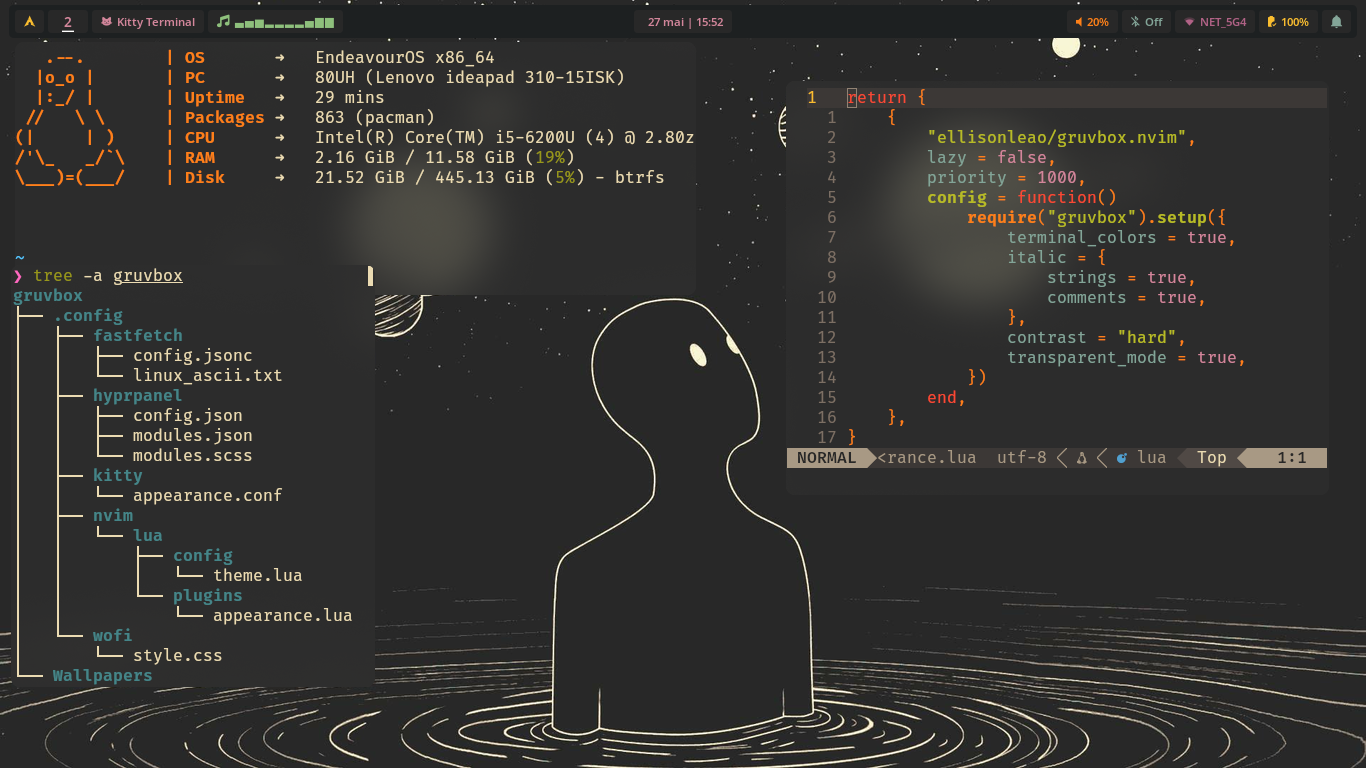 2 Kitty Terminal 27 mai | 15:52 20% Off NET_5G4 100%
.--. | OS ➜ EndeavourOS x86_64
|o_o | | PC ➜ 80UH (Lenovo ideapad 310-15ISK)
|:_/ | | Uptime ➜ 29 mins
// \ \ | Packages ➜ 863 (pacman)
(| | ) | CPU ➜ Intel(R) Core(TM) i5-6200U (4) @ 2.80z
/'\_ _/`\ | RAM ➜ 2.16 GiB / 11.58 GiB (19%)
\___)=(___/ | Disk ➜ 21.52 GiB / 445.13 GiB (5%) - btrfs
~
❯ tree -a gruvbox
gruvbox
├── .config
│   ├── fastfetch
│   │   ├── config.jsonc
│   │   └── linux_ascii.txt
│   ├── hyprpanel
│   │   ├── config.json
│   │   ├── modules.json
│   │   └── modules.scss
│   ├── kitty
│   │   └── appearance.conf
│   ├── nvim
│   │   └── lua
│   │       ├── config
│   │       │   └── theme.lua
│   │       └── plugins
│   │           └── appearance.lua
│   └── wofi
│       └── style.css
└── Wallpapers
1 return {
1 {
2 "ellisonleao/gruvbox.nvim",
3 lazy = false,
4 priority = 1000,
5 config = function()
6 require("gruvbox").setup({
7 terminal_colors = true,
8 italic = {
9 strings = true,
10 comments = true,
11 },
12 contrast = "hard",
13 transparent_mode = true,
14 })
15 end,
16 },
17 }
NORMAL <rance.lua utf-8 lua Top 1:1